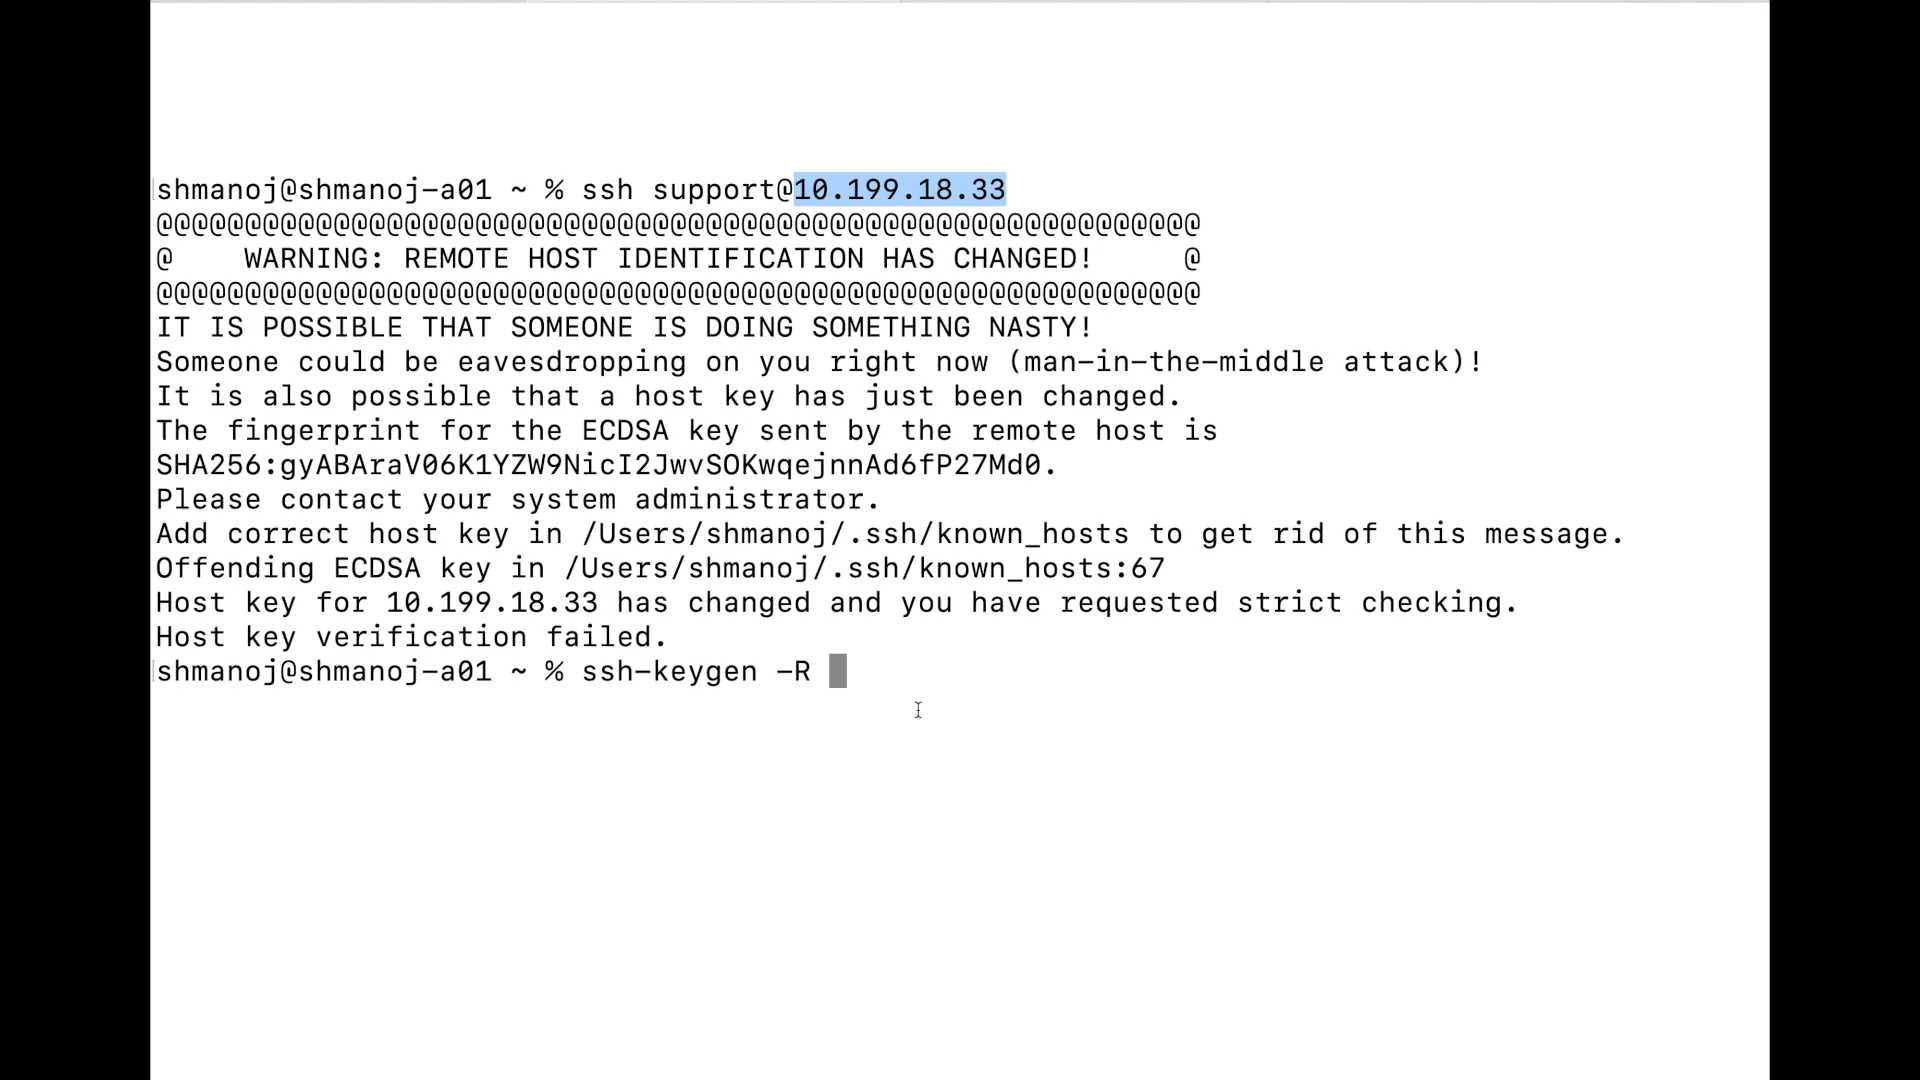 shmanoj@shmanoj-a01 ~ % ssh support@10.199.18.33
@@@@@@@@@@@@@@@@@@@@@@@@@@@@@@@@@@@@@@@@@@@@@@@@@@@@@@@@@@@
@    WARNING: REMOTE HOST IDENTIFICATION HAS CHANGED!     @
@@@@@@@@@@@@@@@@@@@@@@@@@@@@@@@@@@@@@@@@@@@@@@@@@@@@@@@@@@@
IT IS POSSIBLE THAT SOMEONE IS DOING SOMETHING NASTY!
Someone could be eavesdropping on you right now (man-in-the-middle attack)!
It is also possible that a host key has just been changed.
The fingerprint for the ECDSA key sent by the remote host is
SHA256:gyABAraV06K1YZW9NicI2JwvSOKwqejnnAd6fP27Md0.
Please contact your system administrator.
Add correct host key in /Users/shmanoj/.ssh/known_hosts to get rid of this message.
Offending ECDSA key in /Users/shmanoj/.ssh/known_hosts:67
Host key for 10.199.18.33 has changed and you have requested strict checking.
Host key verification failed.
shmanoj@shmanoj-a01 ~ % ssh-keygen -R